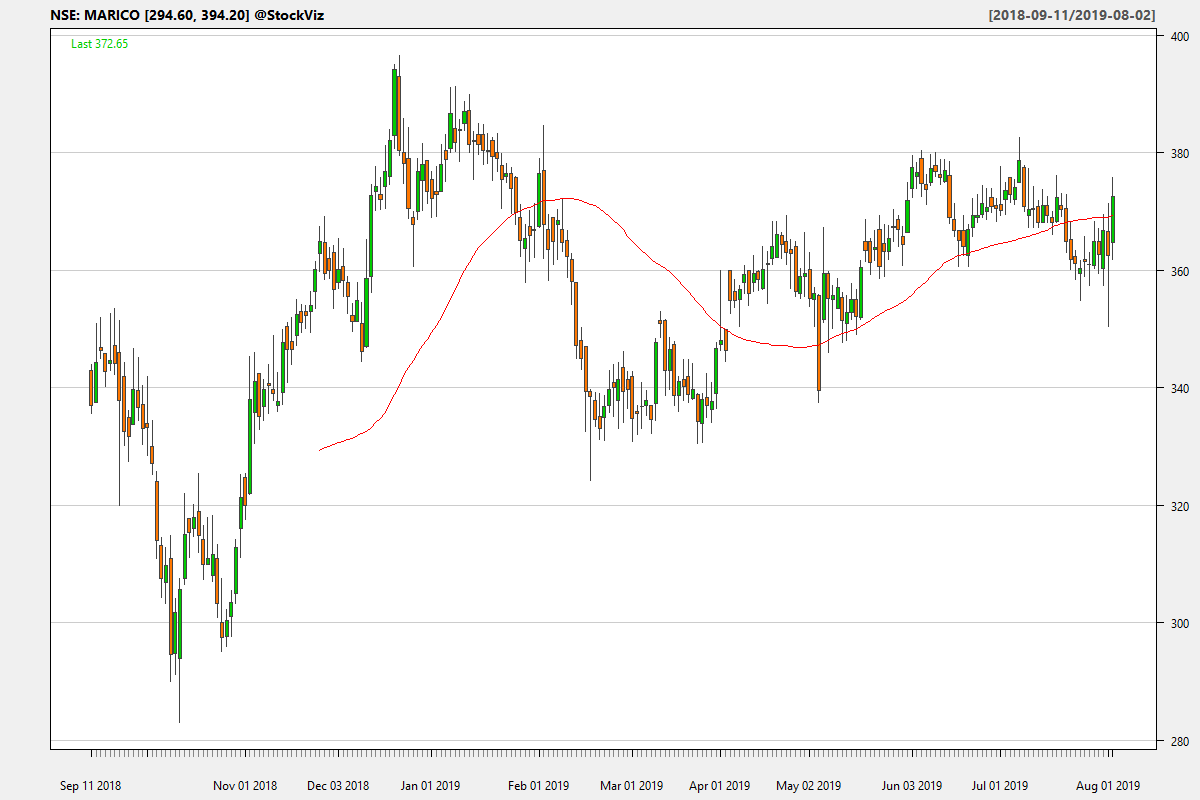 NSE: MARICO [294.60, 394.20] @StockViz
[2018-09-11/2019-08-02]
Last 372.65
400
380
360
340
320
300
280
Sep 11 2018
Nov 01 2018
Dec 03 2018
Jan 01 2019
Feb 01 2019
Mar 01 2019
Apr 01 2019
May 02 2019
Jun 03 2019
Jul 01 2019
Aug 01 2019